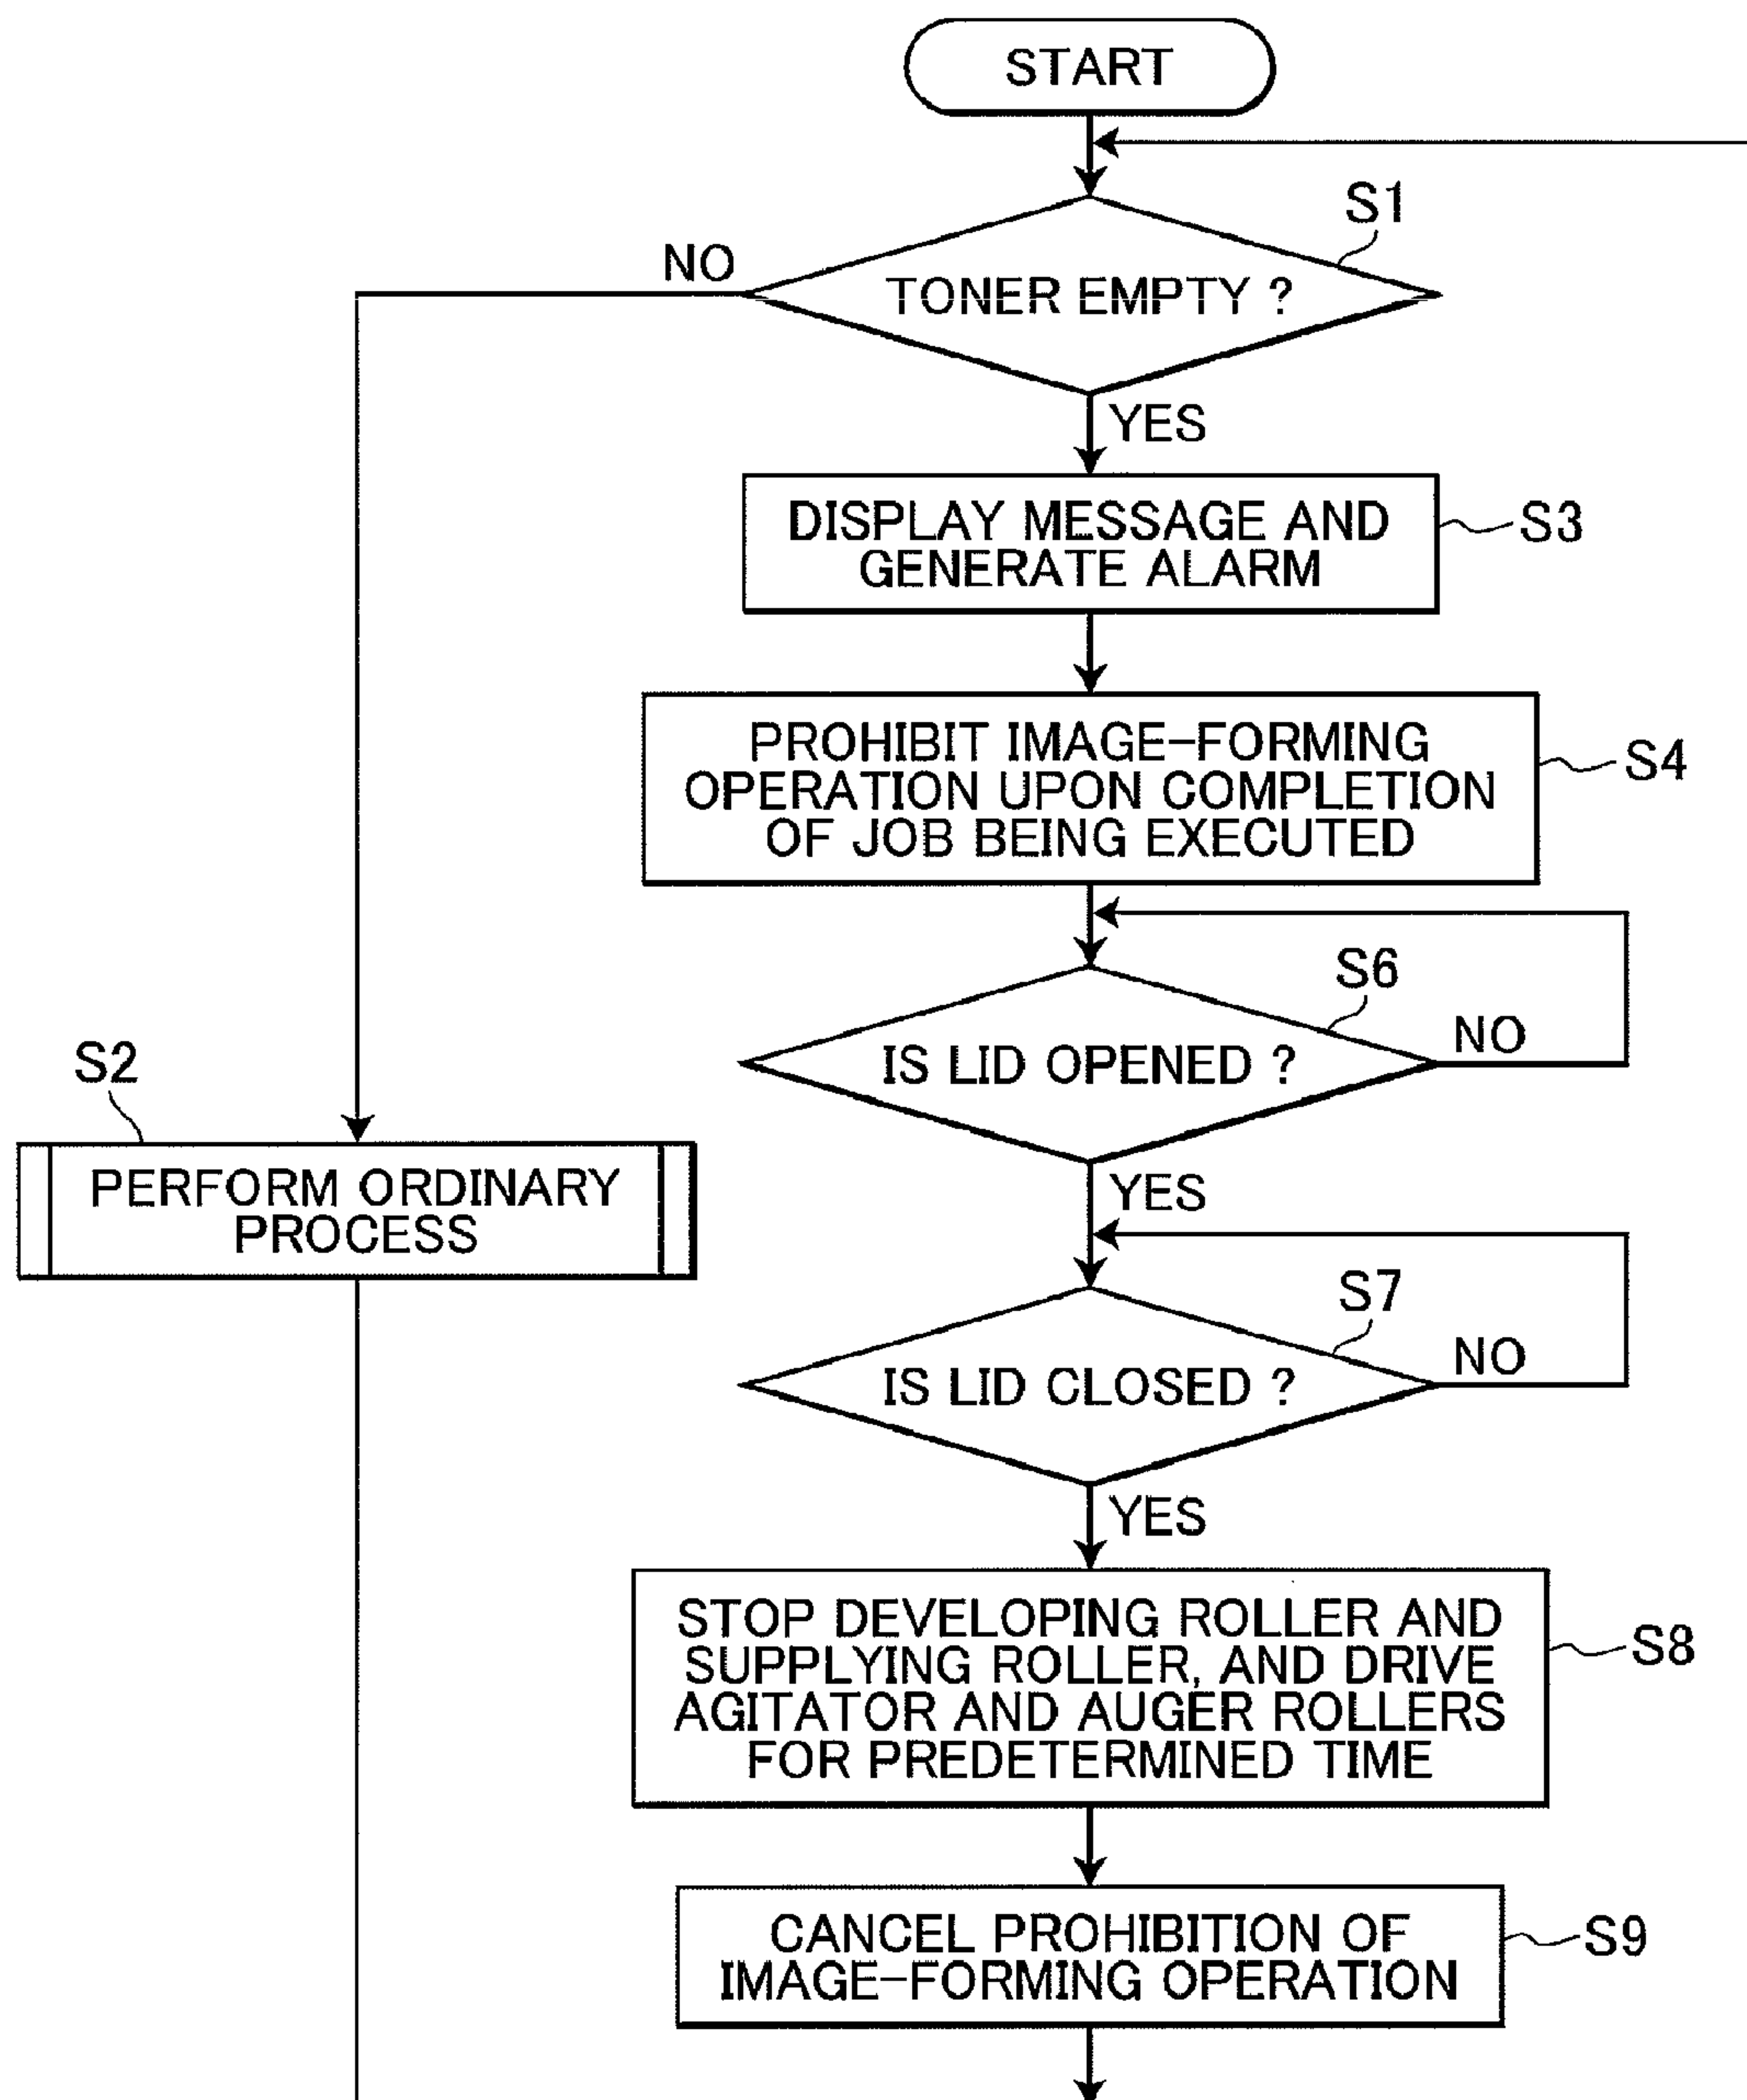 START
S1
NO
TONER EMPTY ?
YES
DISPLAY MESSAGE AND
GENERATE ALARM
S3
PROHIBIT IMAGE-FORMING
OPERATION UPON COMPLETION
OF JOB BEING EXECUTED
S4
S6
IS LID OPENED ?
NO
S2
PERFORM ORDINARY
PROCESS
YES
S7
IS LID CLOSED ?
NO
YES
STOP DEVELOPING ROLLER AND
SUPPLYING ROLLER, AND DRIVE
AGITATOR AND AUGER ROLLERS
FOR PREDETERMINED TIME
S8
CANCEL PROHIBITION OF
IMAGE-FORMING OPERATION
S9